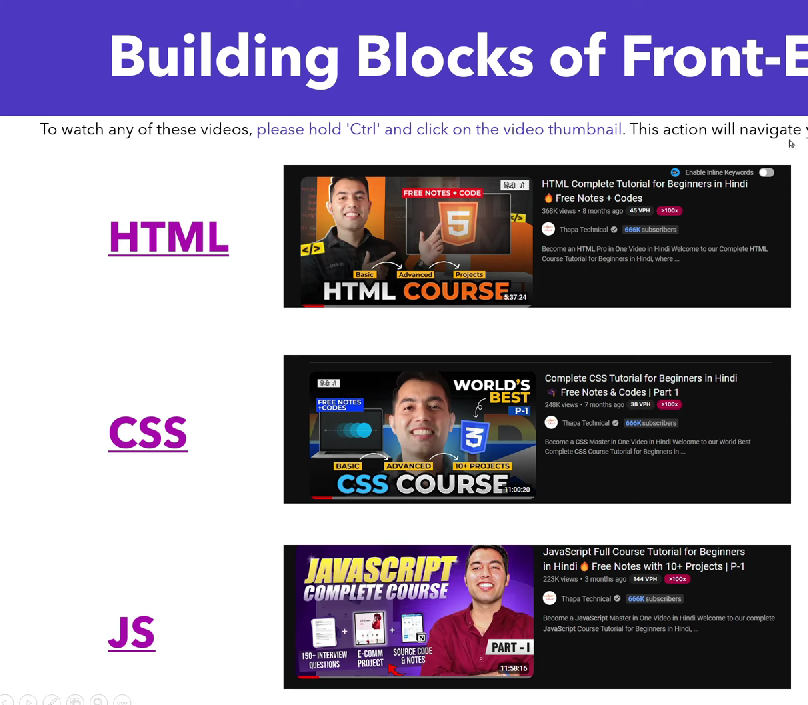 Building Blocks of Front-E
To watch any of these videos, please hold 'Ctrl' and click on the video thumbnail. This action will navigate
HTML
FREE NOTES + CODE
हिंदी में
5
</>
</>
Basic
Advanced
Projects
HTML COURSE
5:37:24
Enable Inline Keywords
HTML Complete Tutorial for Beginners in Hindi
🔥 Free Notes + Codes
368K views • 8 months ago 45 VPH >100x
Thapa Technical 666K subscribers
Become an HTML Pro in One Video in Hindi Welcome to our Complete HTML
Course Tutorial for Beginners in Hindi, where ...
CSS
हिंदी में
FREE NOTES
+CODES
WORLD'S
BEST
P-1
3
BASIC
ADVANCED
10+ PROJECTS
CSS COURSE
11:00:20
Complete CSS Tutorial for Beginners in Hindi
Free Notes & Codes | Part 1
248K views • 7 months ago 38 VPH >100x
Thapa Technical 666K subscribers
Become a CSS Master in One Video in Hindi Welcome to our World Best
Complete CSS Course Tutorial for Beginners in ...
JS
JAVASCRIPT
COMPLETE COURSE
+
+
150+ INTERVIEW
QUESTIONS
E-COMM
PROJECT
SOURCE CODE
& NOTES
PART - I
11:58:16
JavaScript Full Course Tutorial for Beginners
in Hindi 🔥 Free Notes with 10+ Projects | P-1
223K views • 3 months ago 144 VPH >100x
Thapa Technical 666K subscribers
Become a JavaScript Master in One Video in Hindi Welcome to our complete
JavaScript Course Tutorial for Beginners in Hindi, ...